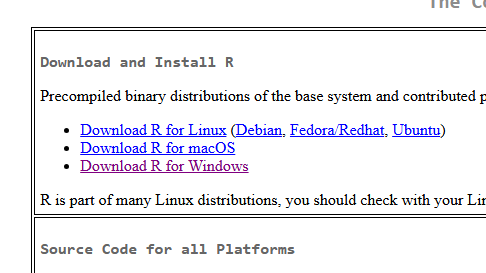 The Co
Download and Install R
Precompiled binary distributions of the base system and contributed p
Download R for Linux (Debian, Fedora/Redhat, Ubuntu)
Download R for macOS
Download R for Windows
R is part of many Linux distributions, you should check with your Lin
Source Code for all Platforms